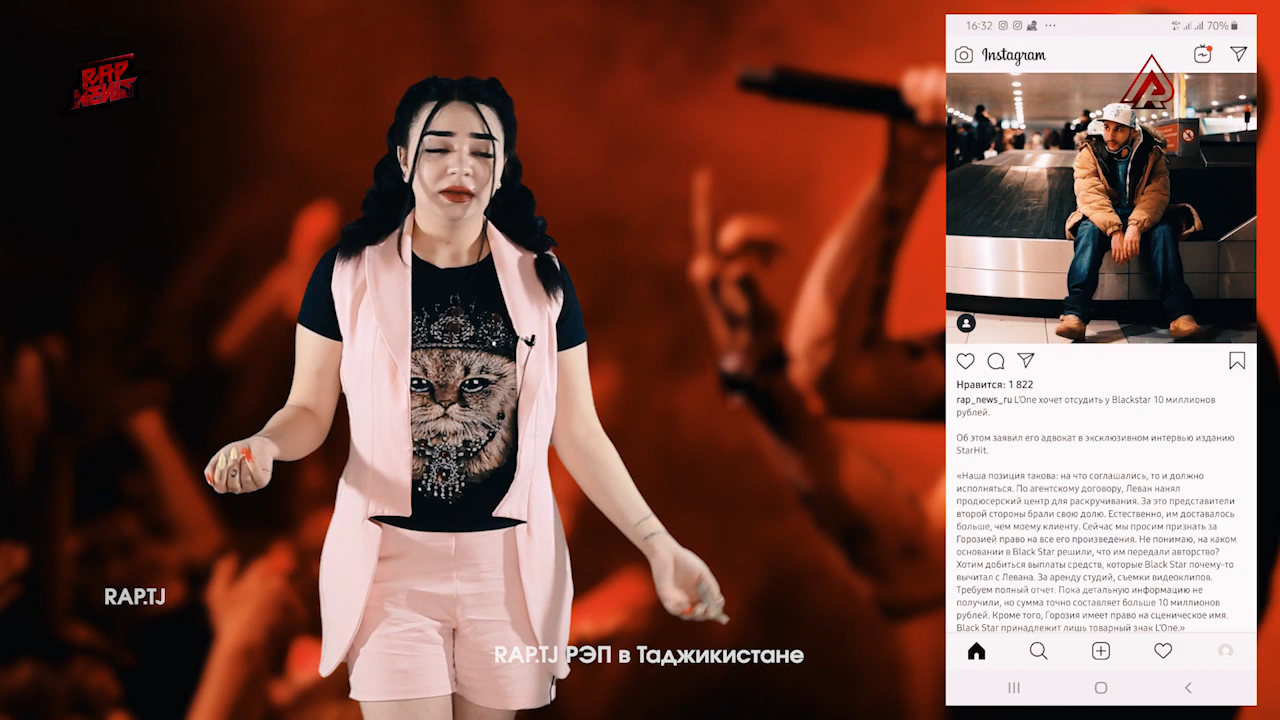 RAP
NEWS
RAP.TJ
RAP.TJ РЭП в Таджикистане
16:32
70%
Instagram
Нравится: 1 822
rap_news_ru L'One хочет отсудить у Blackstar 10 миллионов
рублей.
Об этом заявил его адвокат в эксклюзивном интервью изданию
StarHit.
«Наша позиция такова: на что соглашались, то и должно
исполняться. По агентскому договору, Леван нанял
продюсерский центр для раскручивания. За это представители
второй стороны брали свою долю. Естественно, им доставалось
больше, чем моему клиенту. Сейчас мы просим признать за
Горозией право на все его произведения. Не понимаю, на каком
основании в Black Star решили, что им передали авторство?
Хотим добиться выплаты средств, которые Black Star почему-то
вычитал с Левана. За аренду студий, съемки видеоклипов.
Требуем полный отчет. Пока детальную информацию не
получили, но сумма точно составляет больше 10 миллионов
рублей. Кроме того, Горозия имеет право на сценическое имя.
Black Star принадлежит лишь товарный знак L'One.»